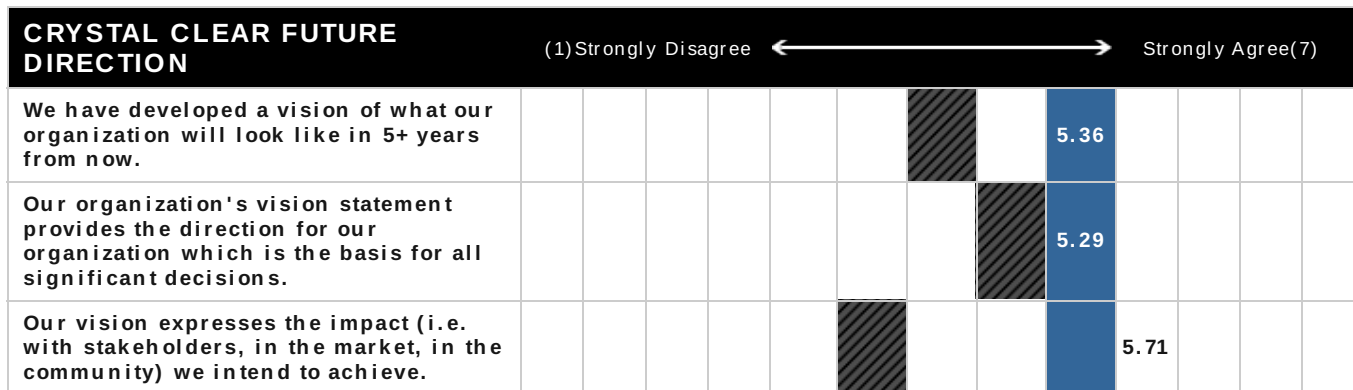 CRYSTAL CLEAR FUTURE
DIRECTION
(1)Strongly Disagree
Strongly Agree(7)
We have developed a vision of what our
organization will look like in 5+ years
from now.
5.36
Our organization's vision statement
provides the direction for our
organization which is the basis for all
significant decisions.
5.29
Our vision expresses the impact (i.e.
with stakeholders, in the market, in the
community) we intend to achieve.
5.71